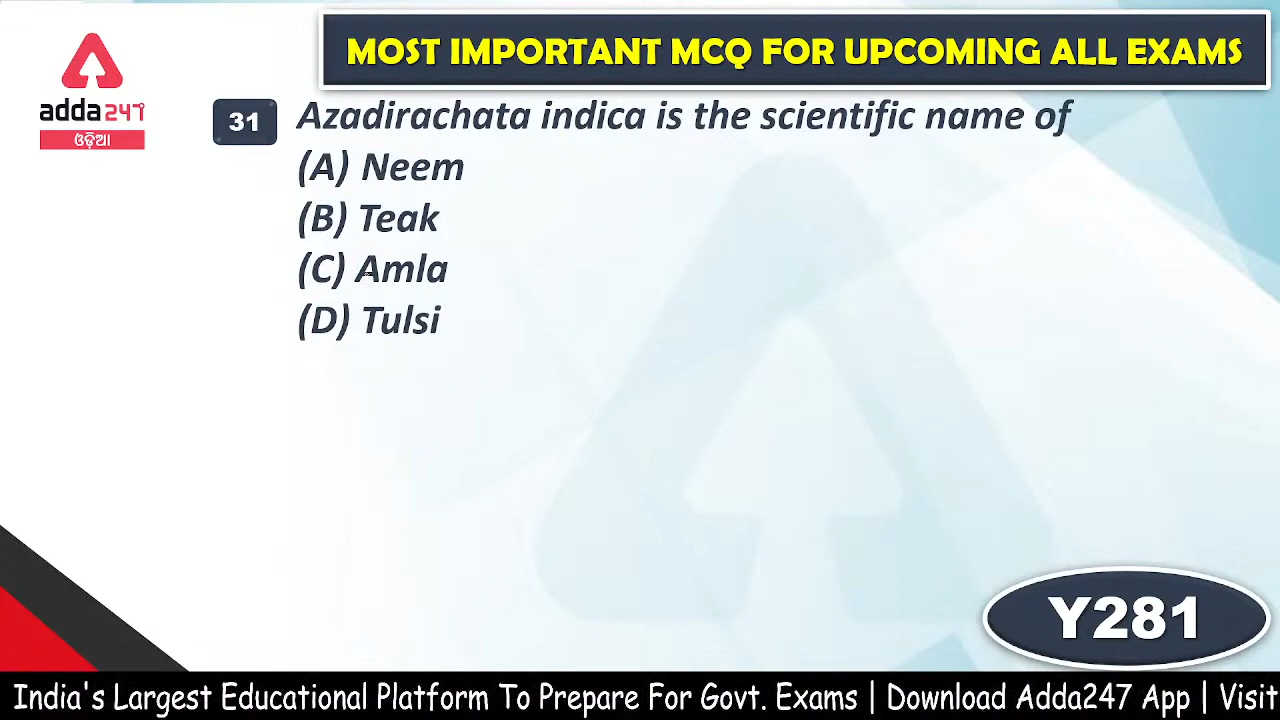 MOST IMPORTANT MCQ FOR UPCOMING ALL EXAMS
adda247
ଓଡ଼ିଆ
31
Azadirachata indica is the scientific name of
(A) Neem
(B) Teak
(C) Amla
(D) Tulsi
Y281
India's Largest Educational Platform To Prepare For Govt. Exams | Download Adda247 App | Visit